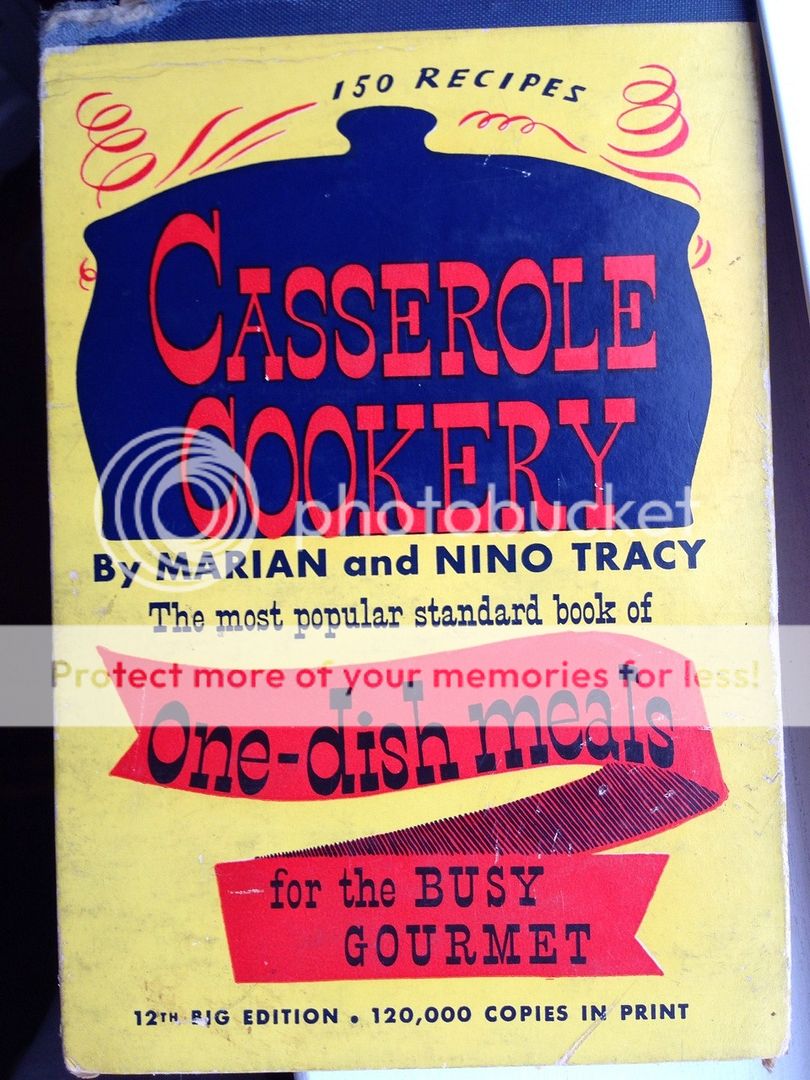 150 RECIPES
CASSEROLE
COOKERY
photobucket
By MARIAN and NINO TRACY
The most popular standard book of
Protect more of your memories for less!
One-dish meals
for the BUSY
GOURMET
12TH BIG EDITION • 120,000 COPIES IN PRINT